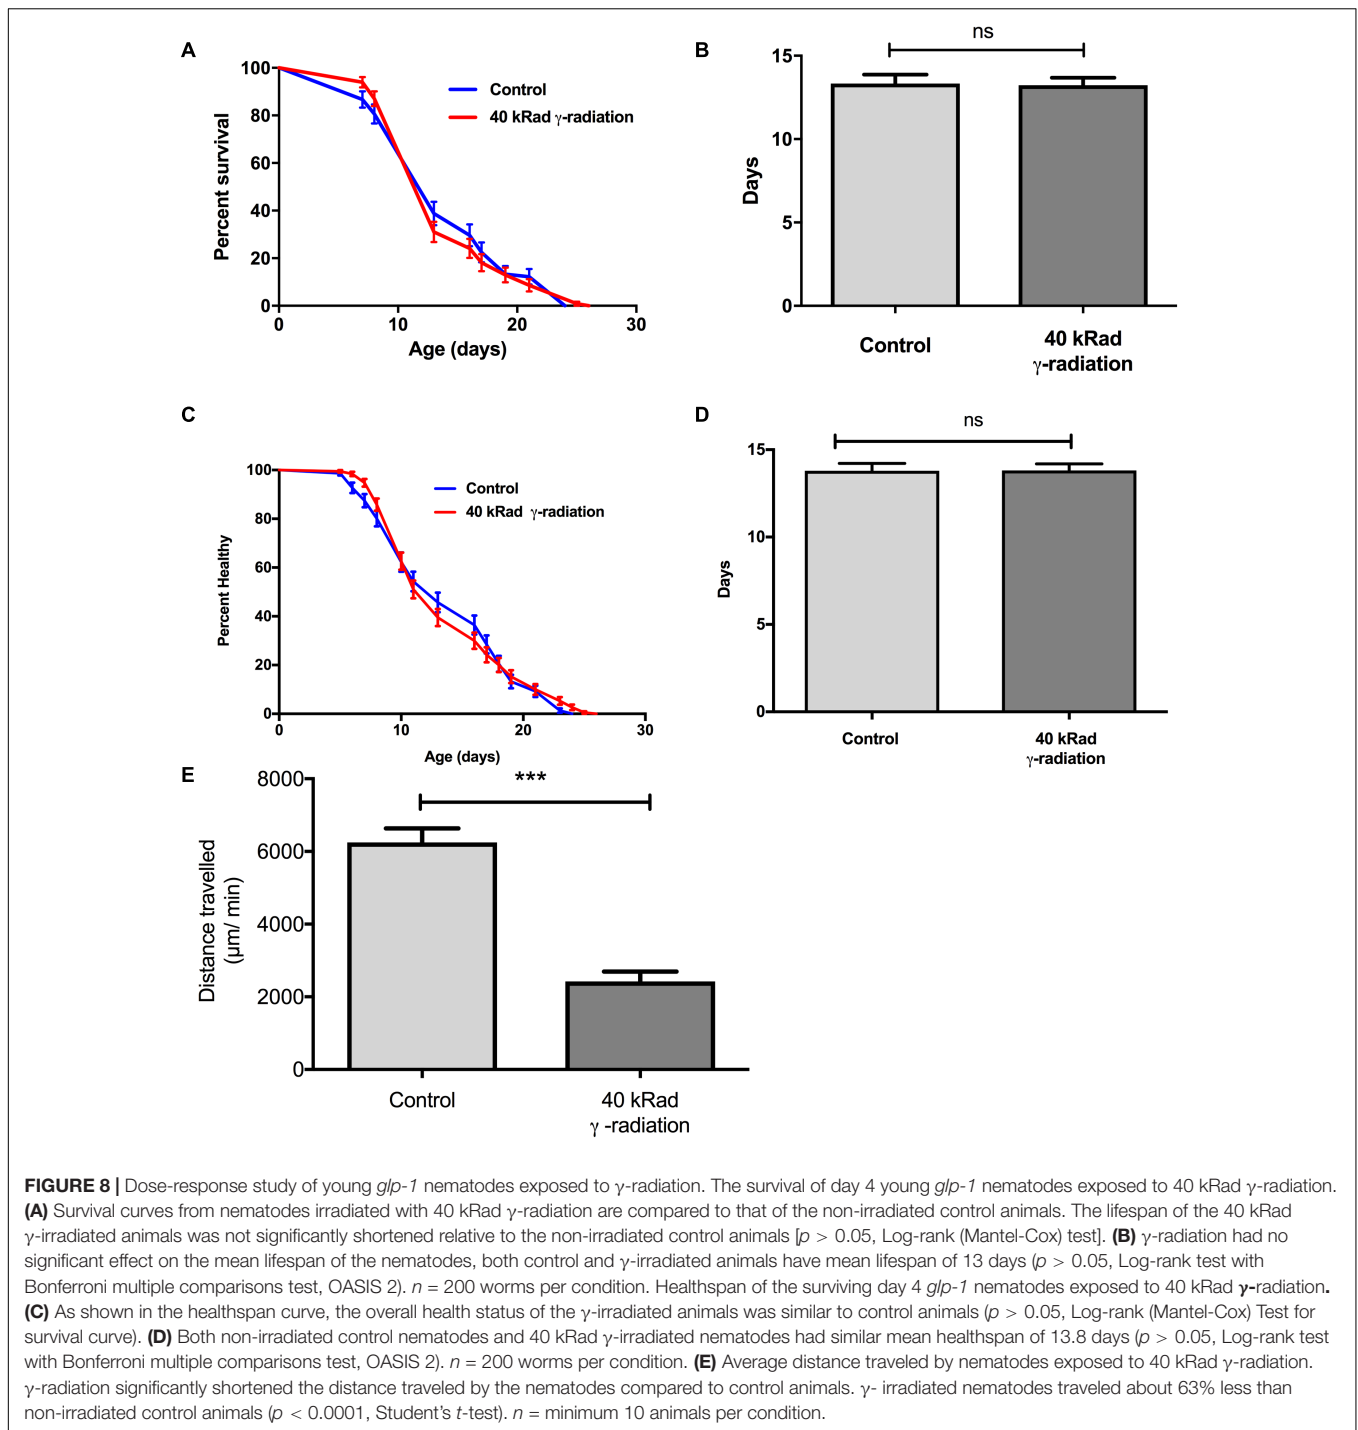 A
100
80
60
40
20
0
Percent survival
0 10 20 30
Age (days)
Control
40 kRad γ-radiation
B
ns
15
10
5
0
Days
Control
40 kRad
γ-radiation
C
100
80
60
40
20
0
Percent Healthy
0 10 20 30
Age (days)
Control
40 kRad γ-radiation
D
ns
15
10
5
0
Days
Control
40 kRad
γ-radiation
E
***
8000
6000
4000
2000
0
Distance travelled
(µm/ min)
Control
40 kRad
γ -radiation
FIGURE 8 | Dose-response study of young glp-1 nematodes exposed to γ-radiation. The survival of day 4 young glp-1 nematodes exposed to 40 kRad γ-radiation.
(A) Survival curves from nematodes irradiated with 40 kRad γ-radiation are compared to that of the non-irradiated control animals. The lifespan of the 40 kRad
γ-irradiated animals was not significantly shortened relative to the non-irradiated control animals [p > 0.05, Log-rank (Mantel-Cox) test]. (B) γ-radiation had no
significant effect on the mean lifespan of the nematodes, both control and γ-irradiated animals have mean lifespan of 13 days (p > 0.05, Log-rank test with
Bonferroni multiple comparisons test, OASIS 2). n = 200 worms per condition. Healthspan of the surviving day 4 glp-1 nematodes exposed to 40 kRad γ-radiation.
(C) As shown in the healthspan curve, the overall health status of the γ-irradiated animals was similar to control animals (p > 0.05, Log-rank (Mantel-Cox) Test for
survival curve). (D) Both non-irradiated control nematodes and 40 kRad γ-irradiated nematodes had similar mean healthspan of 13.8 days (p > 0.05, Log-rank test
with Bonferroni multiple comparisons test, OASIS 2). n = 200 worms per condition. (E) Average distance traveled by nematodes exposed to 40 kRad γ-radiation.
γ-radiation significantly shortened the distance traveled by the nematodes compared to control animals. γ- irradiated nematodes traveled about 63% less than
non-irradiated control animals (p < 0.0001, Student's t-test). n = minimum 10 animals per condition.